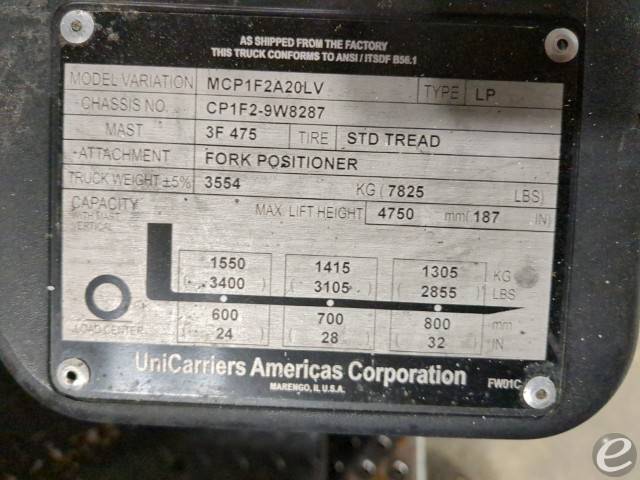 AS SHIPPED FROM THE FACTORY
THIS TRUCK CONFORMS TO ANSI / ITSDF B56.1
MODEL VARIATION MCP1F2A20LV TYPE LP
CHASSIS NO. CP1F2-9W8287
MAST 3F 475 TIRE STD TREAD
ATTACHMENT FORK POSITIONER
TRUCK WEIGHT ±5% 3554 KG ( 7825 LBS)
CAPACITY MAX. LIFT HEIGHT 4750 mm( 187 IN)
WITH MAST
VERTICAL
1550 1415 1305 KG
( 3400 ) ( 3105 ) ( 2855 ) LBS
600 700 800 mm
LOAD CENTER ( 24 ) ( 28 ) ( 32 ) IN
UniCarriers Americas Corporation
MARENGO, IL U.S.A. FW01C
e